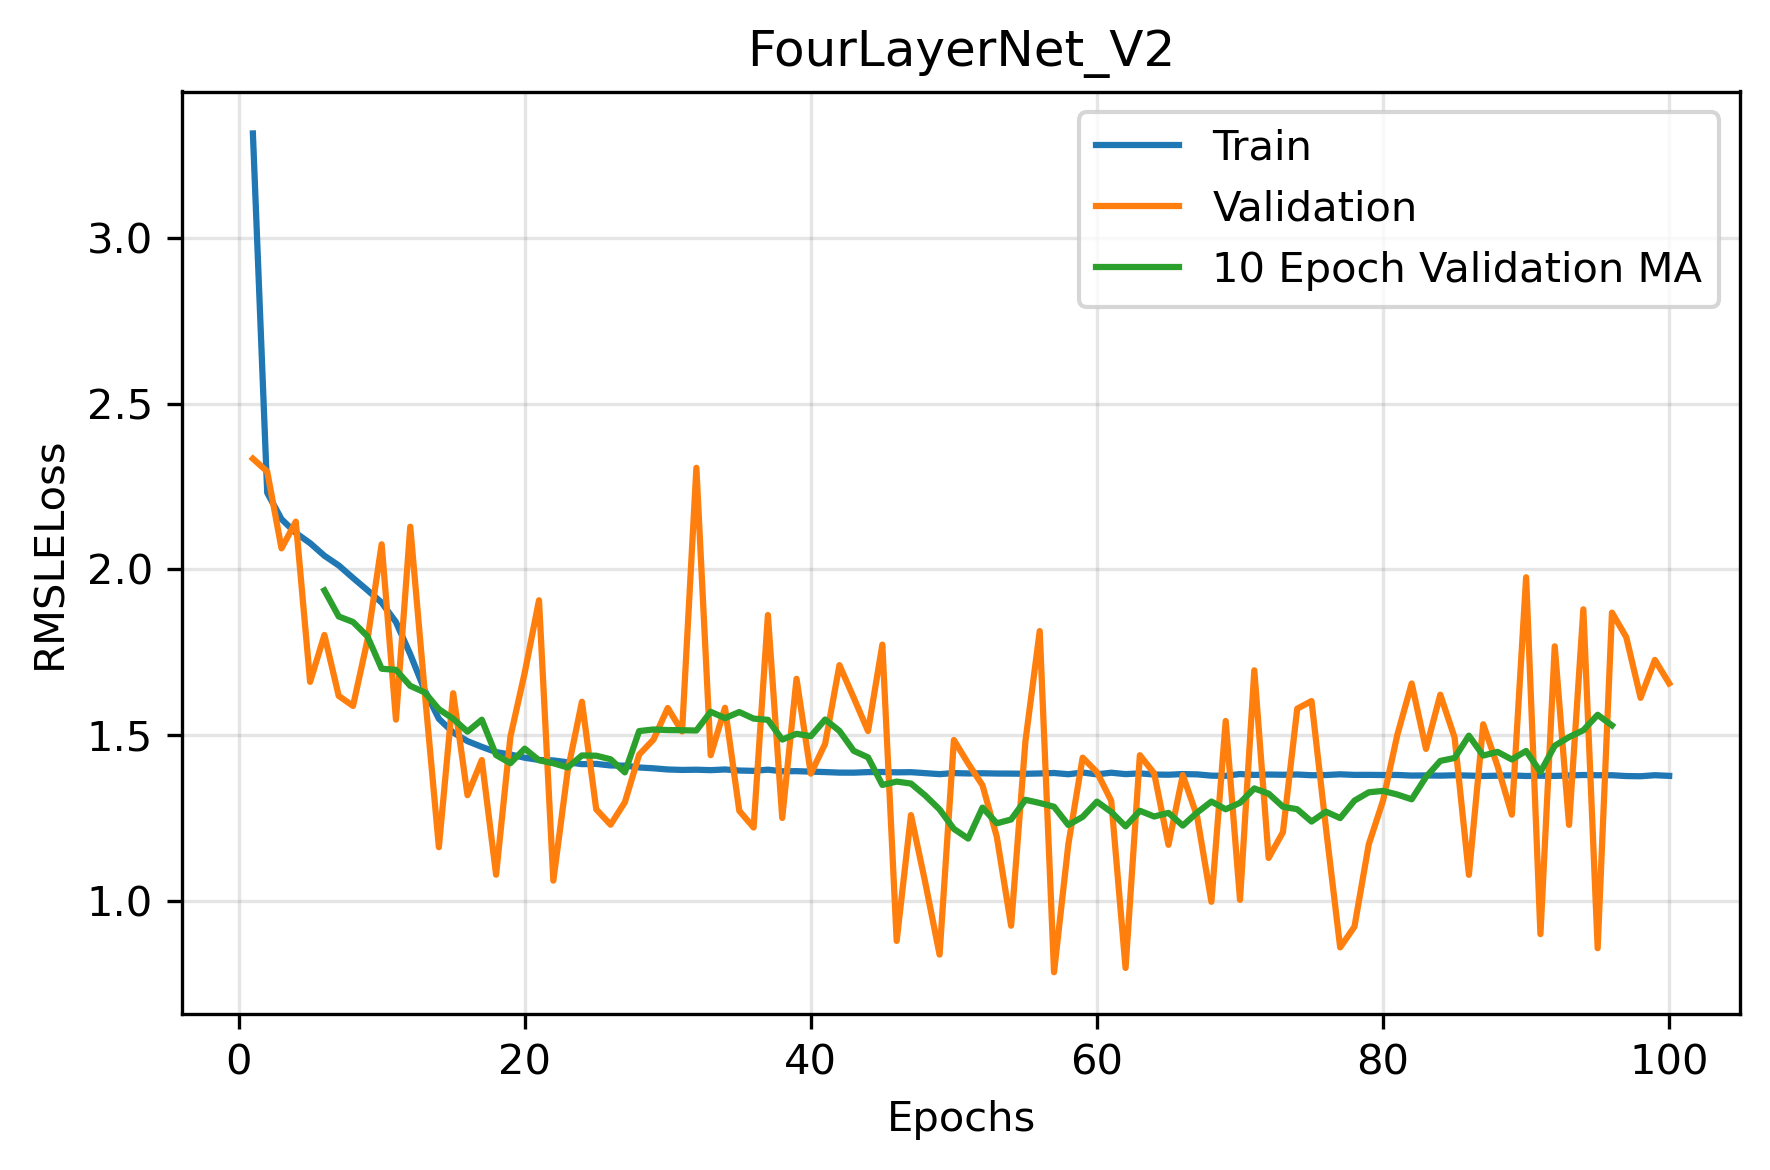 FourLayerNet_V2
Train
Validation
10 Epoch Validation MA
RMSLELoss
3.0
2.5
2.0
1.5
1.0
0 20 40 60 80 100
Epochs